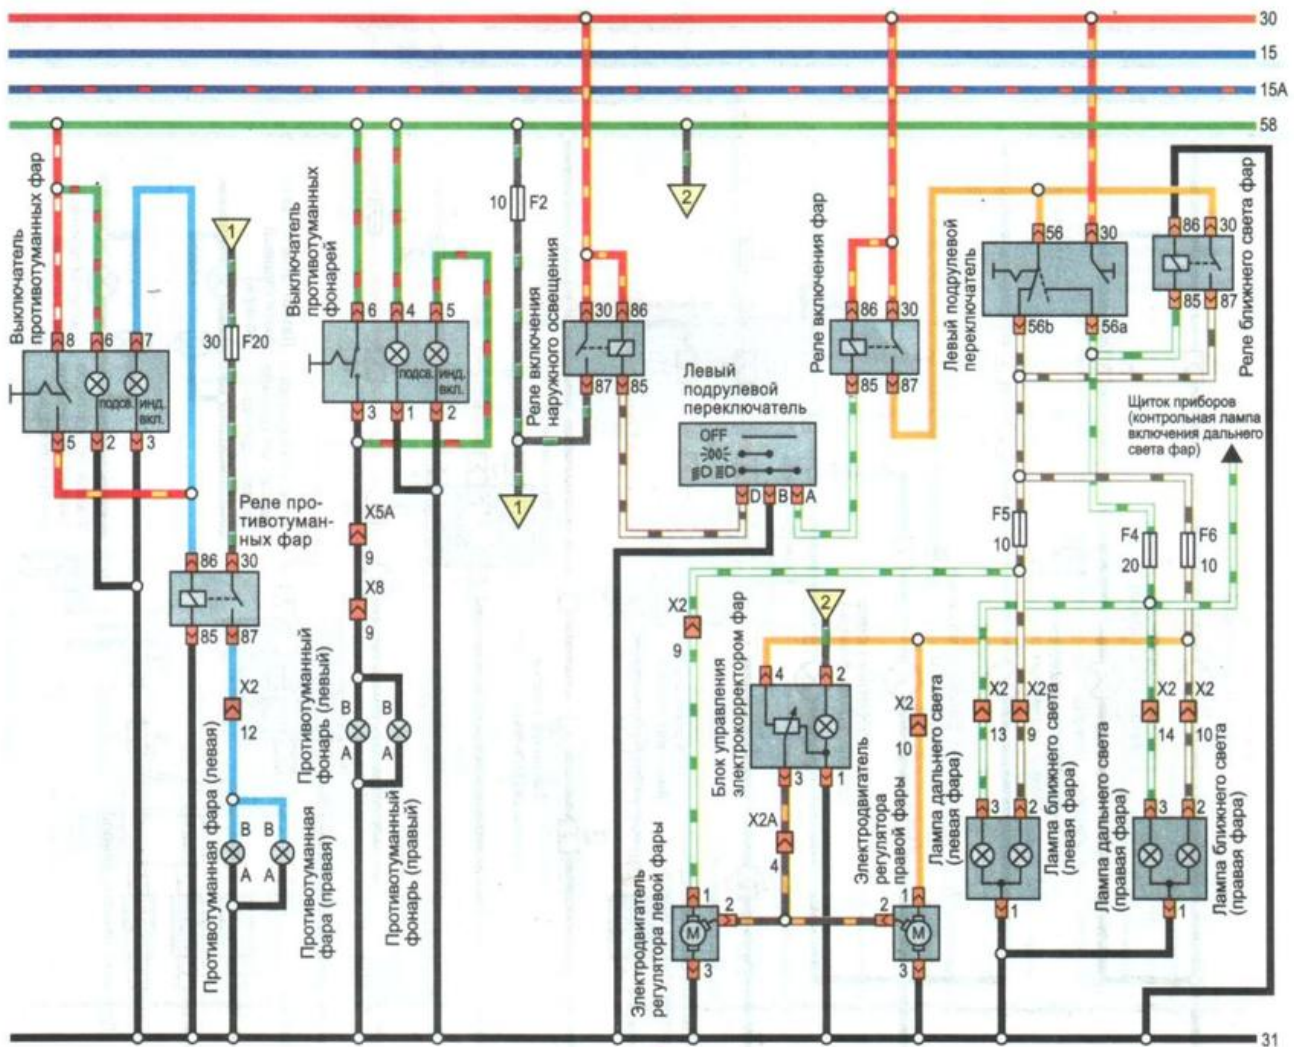 30
15
15A
58
Выключатель
противотуманных фар
8
6
7
подсв.
инд.
вкл.
5
2
3
1
30
F20
Реле про-
тивотуман-
ных фар
86
30
85
87
X2
12
Противотуманная фара (левая)
B
A
B
A
Противотуманная
фара (правая)
Выключатель
противотуманных
фонарей
6
4
5
подсв.
инд.
вкл.
3
1
2
X5A
9
X8
9
Противотуманный
фонарь (левый)
B
A
B
A
Противотуманный
фонарь (правый)
10
F2
1
Реле включения
наружного освещения
30
86
87
85
2
Левый
подрулевой
переключатель
OFF
D
B
A
Реле включения фар
86
30
85
87
Левый подрулевой
переключатель
56
30
56b
56a
Реле ближнего света фар
86
30
85
87
Щиток приборов
(контрольная лампа
включения дальнего
света фар)
F5
10
F4
20
F6
10
X2
9
Блок управления
электрокорректором фар
2
4
2
3
1
X2A
4
Электродвигатель
регулятора левой фары
1
2
M
3
Электродвигатель
регулятора
правой фары
X2
10
1
2
M
3
Лампа дальнего света
(левая фара)
X2
13
X2
9
Лампа ближнего света
(левая фара)
3
2
1
Лампа дальнего света
(правая фара)
X2
14
X2
10
Лампа ближнего света
(правая фара)
3
2
1
31